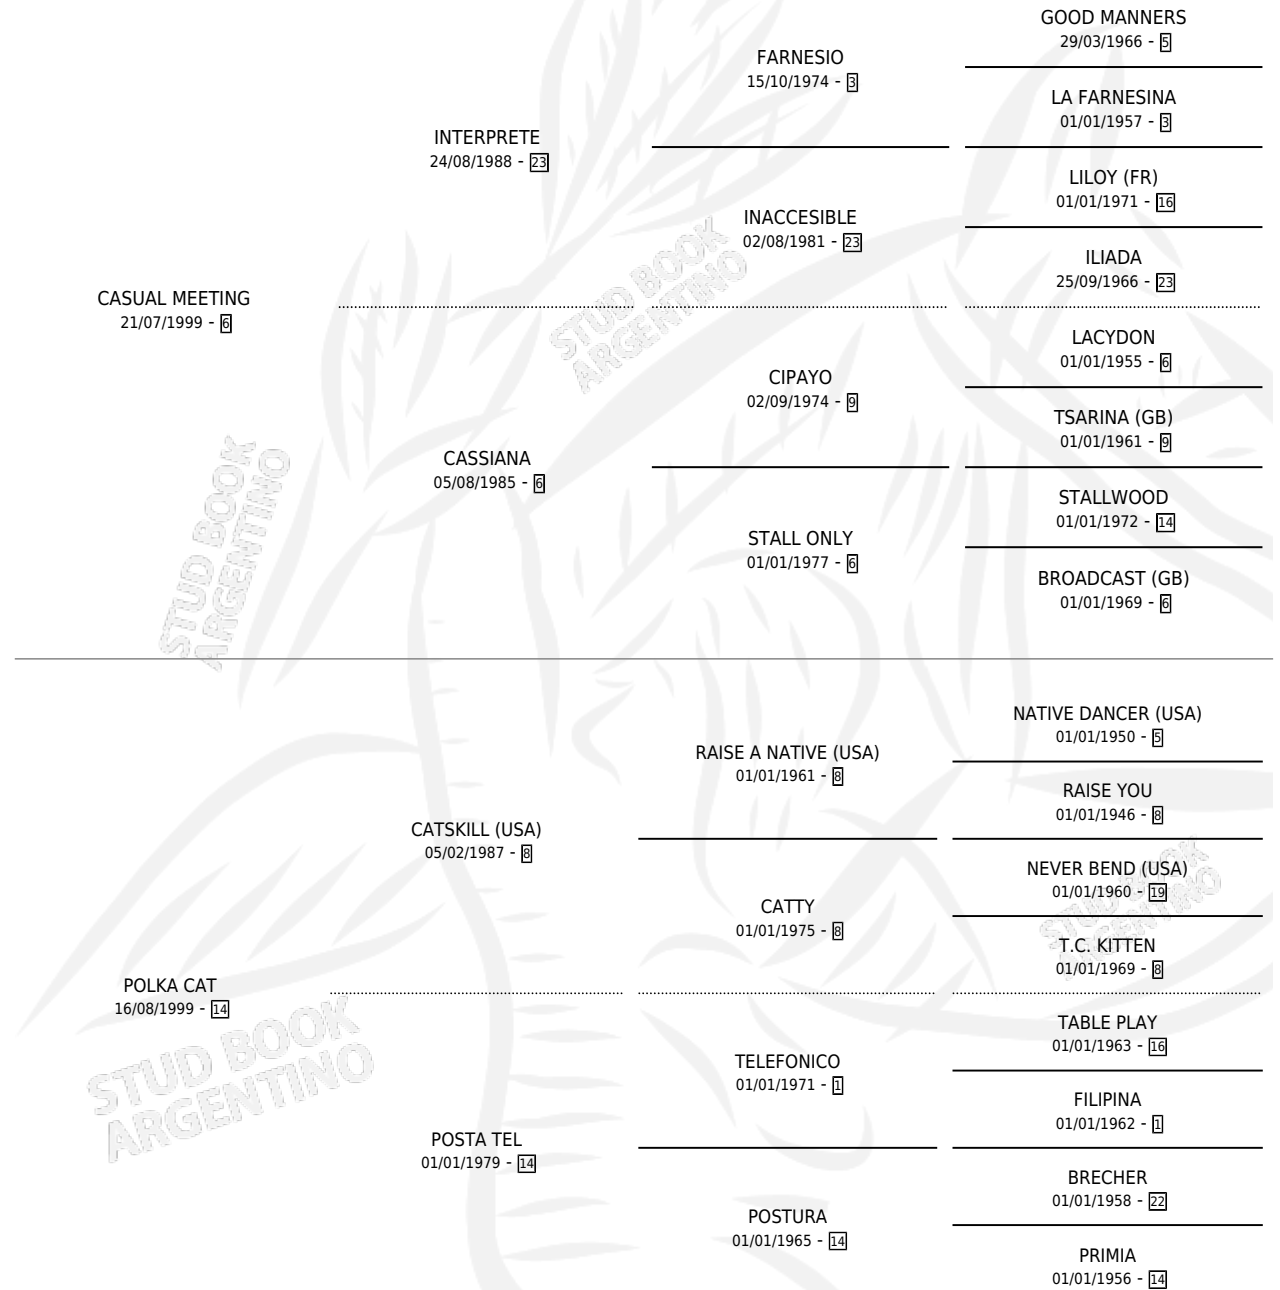 GOOD MANNERS
29/03/1966 - 5
FARNESIO
15/10/1974 - 3
LA FARNESINA
01/01/1957 - 3
INTERPRETE
24/08/1988 - 23
LILOY (FR)
01/01/1971 - 16
INACCESIBLE
02/08/1981 - 23
ILIADA
25/09/1966 - 23
CASUAL MEETING
21/07/1999 - 6
LACYDON
01/01/1955 - 6
CIPAYO
02/09/1974 - 9
TSARINA (GB)
01/01/1961 - 9
CASSIANA
05/08/1985 - 6
STALLWOOD
01/01/1972 - 14
STALL ONLY
01/01/1977 - 6
BROADCAST (GB)
01/01/1969 - 6
NATIVE DANCER (USA)
01/01/1950 - 5
RAISE A NATIVE (USA)
01/01/1961 - 8
RAISE YOU
01/01/1946 - 8
CATSKILL (USA)
05/02/1987 - 8
NEVER BEND (USA)
01/01/1960 - 19
CATTY
01/01/1975 - 8
T.C. KITTEN
01/01/1969 - 8
POLKA CAT
16/08/1999 - 14
TABLE PLAY
01/01/1963 - 16
TELEFONICO
01/01/1971 - 1
FILIPINA
01/01/1962 - 1
POSTA TEL
01/01/1979 - 14
BRECHER
01/01/1958 - 22
POSTURA
01/01/1965 - 14
PRIMIA
01/01/1956 - 14
STUD BOOK
ARGENTINO
STUD BOOK
ARGENTINO
STUD BOOK
ARGENTINO
STUD BOOK
ARGENTINO